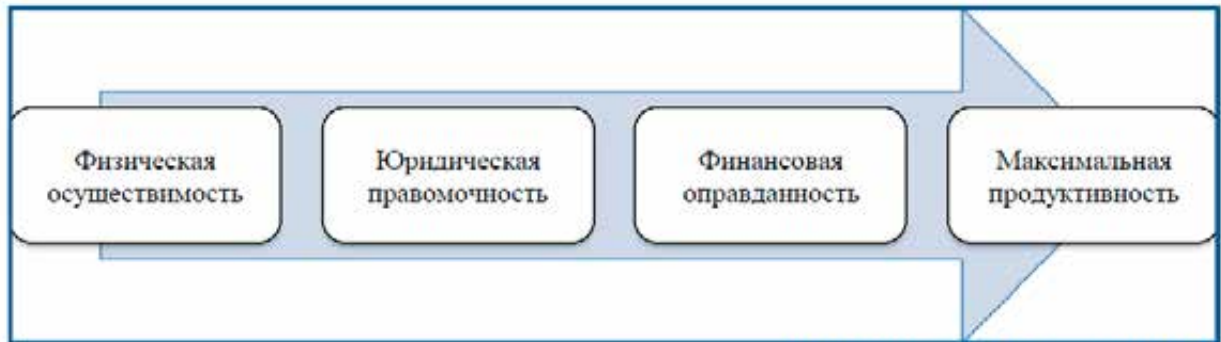 Физическая
осуществимость
Юридическая
правомочность
Финансовая
оправданность
Максимальная
продуктивность